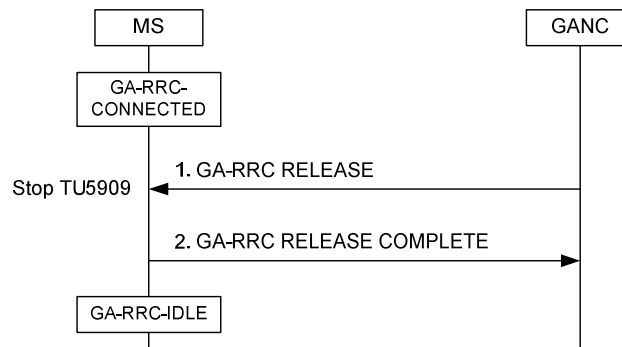 MS
GANC
GA-RRC-
CONNECTED
1. GA-RRC RELEASE
Stop TU5909
2. GA-RRC RELEASE COMPLETE
GA-RRC-IDLE